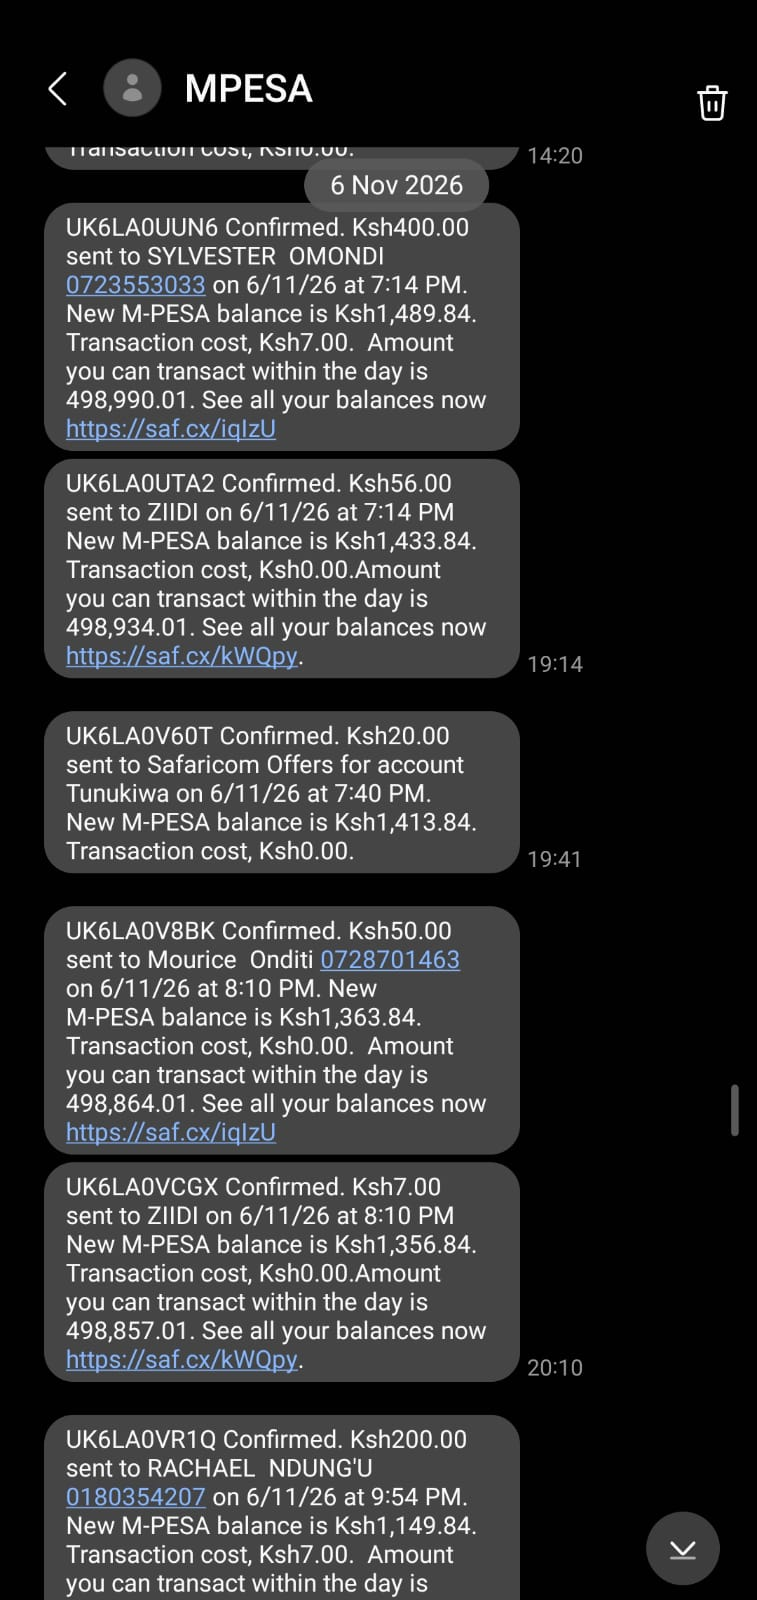 MPESA
Transaction cost, Ksh0.00.
14:20
6 Nov 2026
UK6LA0UUN6 Confirmed. Ksh400.00
sent to SYLVESTER  OMONDI
0723553033 on 6/11/26 at 7:14 PM.
New M-PESA balance is Ksh1,489.84.
Transaction cost, Ksh7.00.  Amount
you can transact within the day is
498,990.01. See all your balances now
https://saf.cx/iqIzU
UK6LA0UTA2 Confirmed. Ksh56.00
sent to ZIIDI on 6/11/26 at 7:14 PM
New M-PESA balance is Ksh1,433.84.
Transaction cost, Ksh0.00.Amount
you can transact within the day is
498,934.01. See all your balances now
https://saf.cx/kWQpy.
19:14
UK6LA0V60T Confirmed. Ksh20.00
sent to Safaricom Offers for account
Tunukiwa on 6/11/26 at 7:40 PM.
New M-PESA balance is Ksh1,413.84.
Transaction cost, Ksh0.00.
19:41
UK6LA0V8BK Confirmed. Ksh50.00
sent to Mourice  Onditi 0728701463
on 6/11/26 at 8:10 PM. New
M-PESA balance is Ksh1,363.84.
Transaction cost, Ksh0.00.  Amount
you can transact within the day is
498,864.01. See all your balances now
https://saf.cx/iqIzU
UK6LA0VCGX Confirmed. Ksh7.00
sent to ZIIDI on 6/11/26 at 8:10 PM
New M-PESA balance is Ksh1,356.84.
Transaction cost, Ksh0.00.Amount
you can transact within the day is
498,857.01. See all your balances now
https://saf.cx/kWQpy.
20:10
UK6LA0VR1Q Confirmed. Ksh200.00
sent to RACHAEL  NDUNG'U
0180354207 on 6/11/26 at 9:54 PM.
New M-PESA balance is Ksh1,149.84.
Transaction cost, Ksh7.00.  Amount
you can transact within the day is